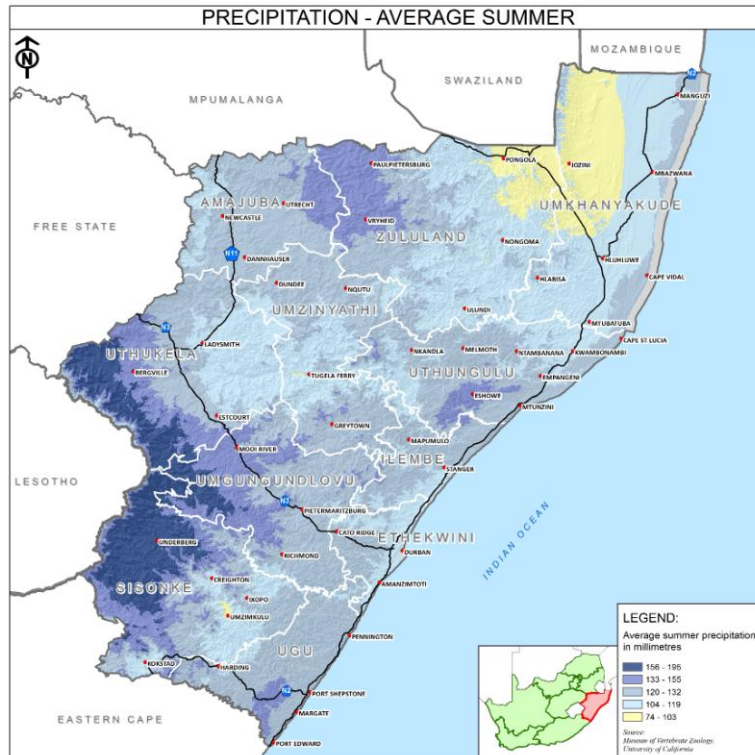 PRECIPITATION - AVERAGE SUMMER
N
MOZAMBIQUE
SWAZILAND
N2
MANGUZI
MPUMALANGA
PAULPIETERSBURG
PONGOLA
JOZINI
MBAZWANA
AMAJUBA
UTRECHT
NEWCASTLE
VRYHEID
UMKHANYAKUDE
FREE STATE
ZULULAND
NONGOMA
N11
DANNHAUSER
HLUHLUWE
HLABISA
CAPE VIDAL
DUNDEE
NQUTU
UMZINYATHI
ULUNDI
MTUBATUBA
CAPE ST LUCIA
LADYSMITH
UTHUKELA
NKANDLA
MELMOTH
NTAMBANANA
KWAMBONAMBI
BERGVILLE
TUGELA FERRY
UTHUNGULU
EMPANGENI
ESHOWE
MTUNZINI
ESTCOURT
GREYTOWN
MAPUMULO
MOOI RIVER
ILEMBE
STANGER
LESOTHO
UMGUNGUNDLOVU
N3
PIETERMARITZBURG
CATO RIDGE
ETHEKWINI
UNDERBERG
DURBAN
INDIAN OCEAN
RICHMOND
SISONKE
CREIGHTON
AMANZIMTOTI
IXOPO
UMZIMKULU
PENNINGTON
UGU
KOKSTAD
HARDING
N2
PORT SHEPSTONE
MARGATE
EASTERN CAPE
PORT EDWARD
LEGEND:
Average summer precipitation
in millimetres
156 - 195
133 - 155
120 - 132
104 - 119
74 - 103
Source:
Museum of Vertebrate Zoology,
University of California